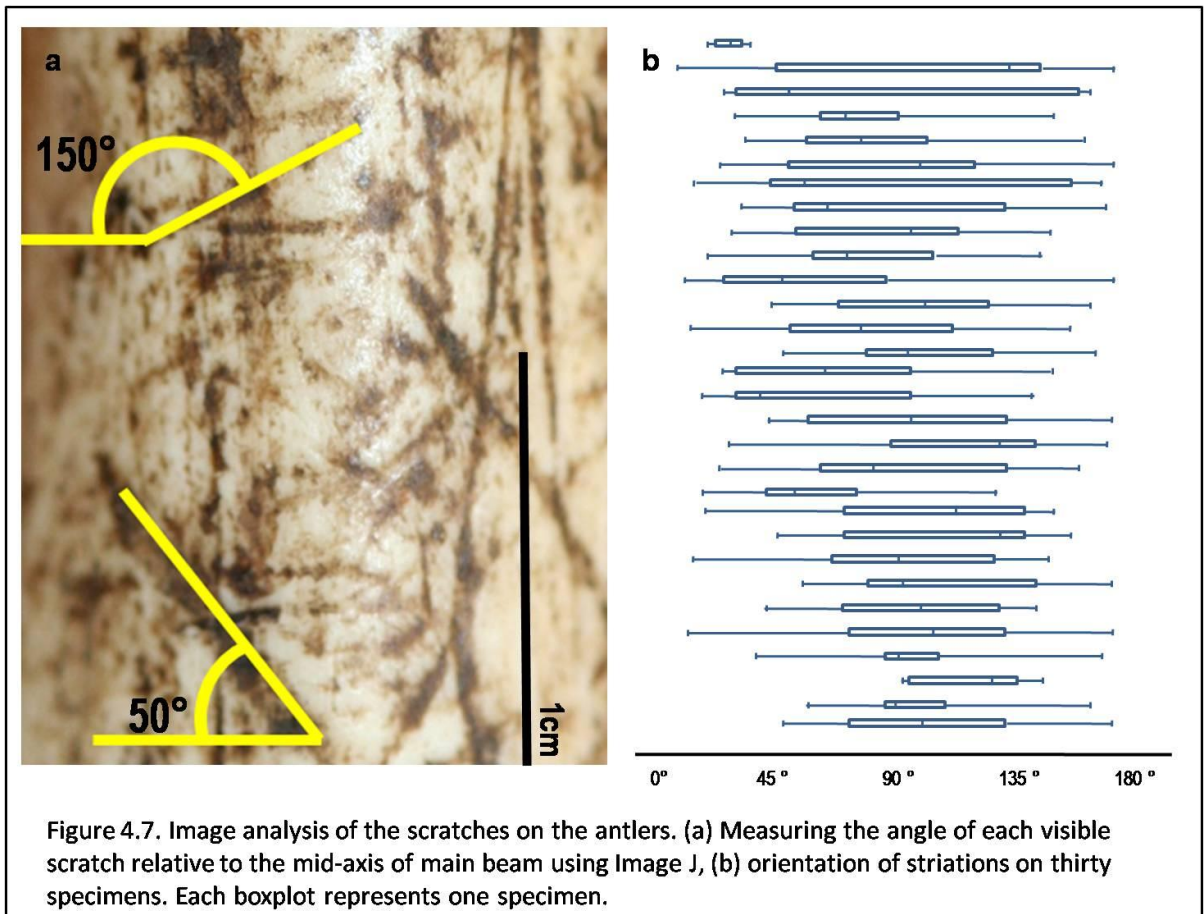 a
150°
50°
1cm
b
0° 45° 90° 135° 180°
Figure 4.7. Image analysis of the scratches on the antlers. (a) Measuring the angle of each visible
scratch relative to the mid-axis of main beam using Image J, (b) orientation of striations on thirty
specimens. Each boxplot represents one specimen.